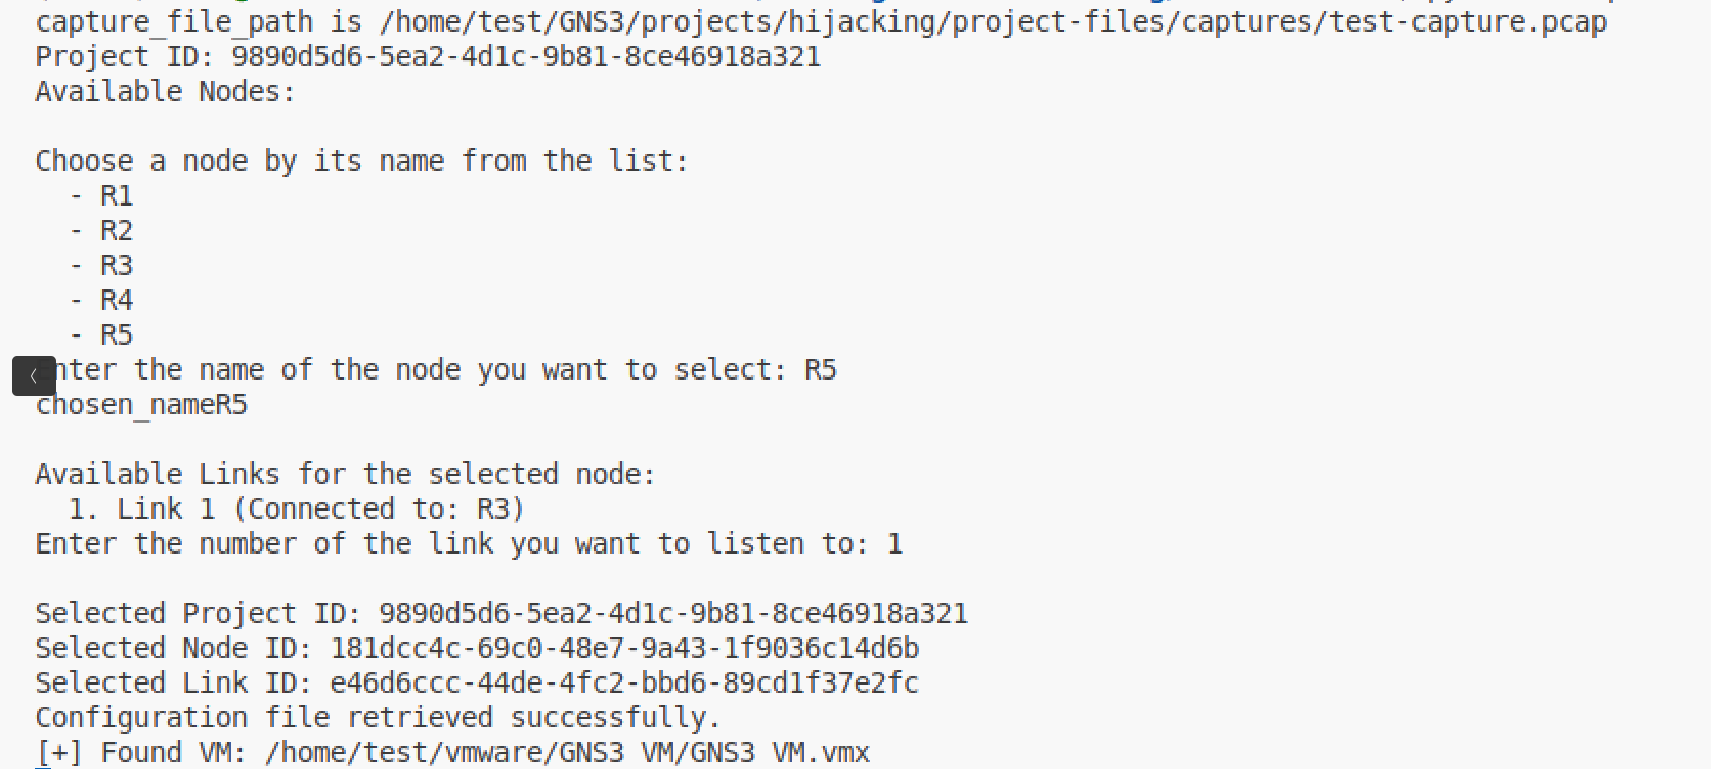 capture_file_path is /home/test/GNS3/projects/hijacking/project-files/captures/test-capture.pcap
Project ID: 9890d5d6-5ea2-4d1c-9b81-8ce46918a321
Available Nodes:
Choose a node by its name from the list:
- R1
- R2
- R3
- R4
- R5
nter the name of the node you want to select: R5
chosen_nameR5
Available Links for the selected node:
1. Link 1 (Connected to: R3)
Enter the number of the link you want to listen to: 1
Selected Project ID: 9890d5d6-5ea2-4d1c-9b81-8ce46918a321
Selected Node ID: 181dcc4c-69c0-48e7-9a43-1f9036c14d6b
Selected Link ID: e46d6ccc-44de-4fc2-bbd6-89cd1f37e2fc
Configuration file retrieved successfully.
[+] Found VM: /home/test/vmware/GNS3 VM/GNS3 VM.vmx